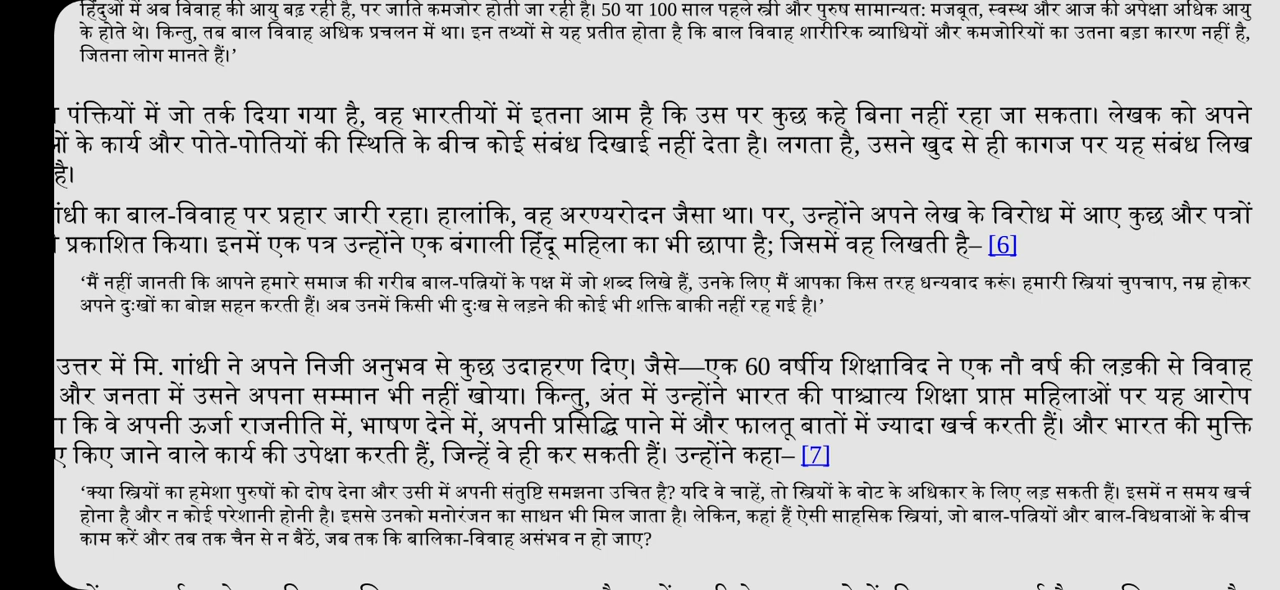 हिंदुओं में अब विवाह की आयु बढ़ रही है, पर जाति कमजोर होती जा रही है। 50 या 100 साल पहले स्त्री और पुरुष सामान्यत: मजबूत, स्वस्थ और आज की अपेक्षा अधिक आयु
के होते थे। किन्तु, तब बाल विवाह अधिक प्रचलन में था। इन तथ्यों से यह प्रतीत होता है कि बाल विवाह शारीरिक व्याधियों और कमजोरियों का उतना बड़ा कारण नहीं है,
जितना लोग मानते हैं।’
पंक्तियों में जो तर्क दिया गया है, वह भारतीयों में इतना आम है कि उस पर कुछ कहे बिना नहीं रहा जा सकता। लेखक को अपने
के कार्य और पोते-पोतियों की स्थिति के बीच कोई संबंध दिखाई नहीं देता है। लगता है, उसने खुद से ही कागज पर यह संबंध लिख
है।
का बाल-विवाह पर प्रहार जारी रहा। हालांकि, वह अरण्यरोदन जैसा था। पर, उन्होंने अपने लेख के विरोध में आए कुछ और पत्रों
प्रकाशित किया। इनमें एक पत्र उन्होंने एक बंगाली हिंदू महिला का भी छापा है; जिसमें वह लिखती है– [6]
‘मैं नहीं जानती कि आपने हमारे समाज की गरीब बाल-पत्नियों के पक्ष में जो शब्द लिखे हैं, उनके लिए मैं आपका किस तरह धन्यवाद करूं। हमारी स्त्रियां चुपचाप, नम्र होकर
अपने दुःखों का बोझ सहन करती हैं। अब उनमें किसी भी दुःख से लड़ने की कोई भी शक्ति बाकी नहीं रह गई है।’
उत्तर में मि. गांधी ने अपने निजी अनुभव से कुछ उदाहरण दिए। जैसे—एक 60 वर्षीय शिक्षाविद ने एक नौ वर्ष की लड़की से विवाह
और जनता में उसने अपना सम्मान भी नहीं खोया। किन्तु, अंत में उन्होंने भारत की पाश्चात्य शिक्षा प्राप्त महिलाओं पर यह आरोप
कि वे अपनी ऊर्जा राजनीति में, भाषण देने में, अपनी प्रसिद्धि पाने में और फालतू बातों में ज्यादा खर्च करती हैं। और भारत की मुक्ति
किए जाने वाले कार्य की उपेक्षा करती हैं, जिन्हें वे ही कर सकती हैं। उन्होंने कहा– [7]
‘क्या स्त्रियों का हमेशा पुरुषों को दोष देना और उसी में अपनी संतुष्टि समझना उचित है? यदि वे चाहें, तो स्त्रियों के वोट के अधिकार के लिए लड़ सकती हैं। इसमें न समय खर्च
होना है और न कोई परेशानी होनी है। इससे उनको मनोरंजन का साधन भी मिल जाता है। लेकिन, कहां हैं ऐसी साहसिक स्त्रियां, जो बाल-पत्नियों और बाल-विधवाओं के बीच
काम करें और तब तक चैन से न बैठें, जब तक कि बालिका-विवाह असंभव न हो जाए?